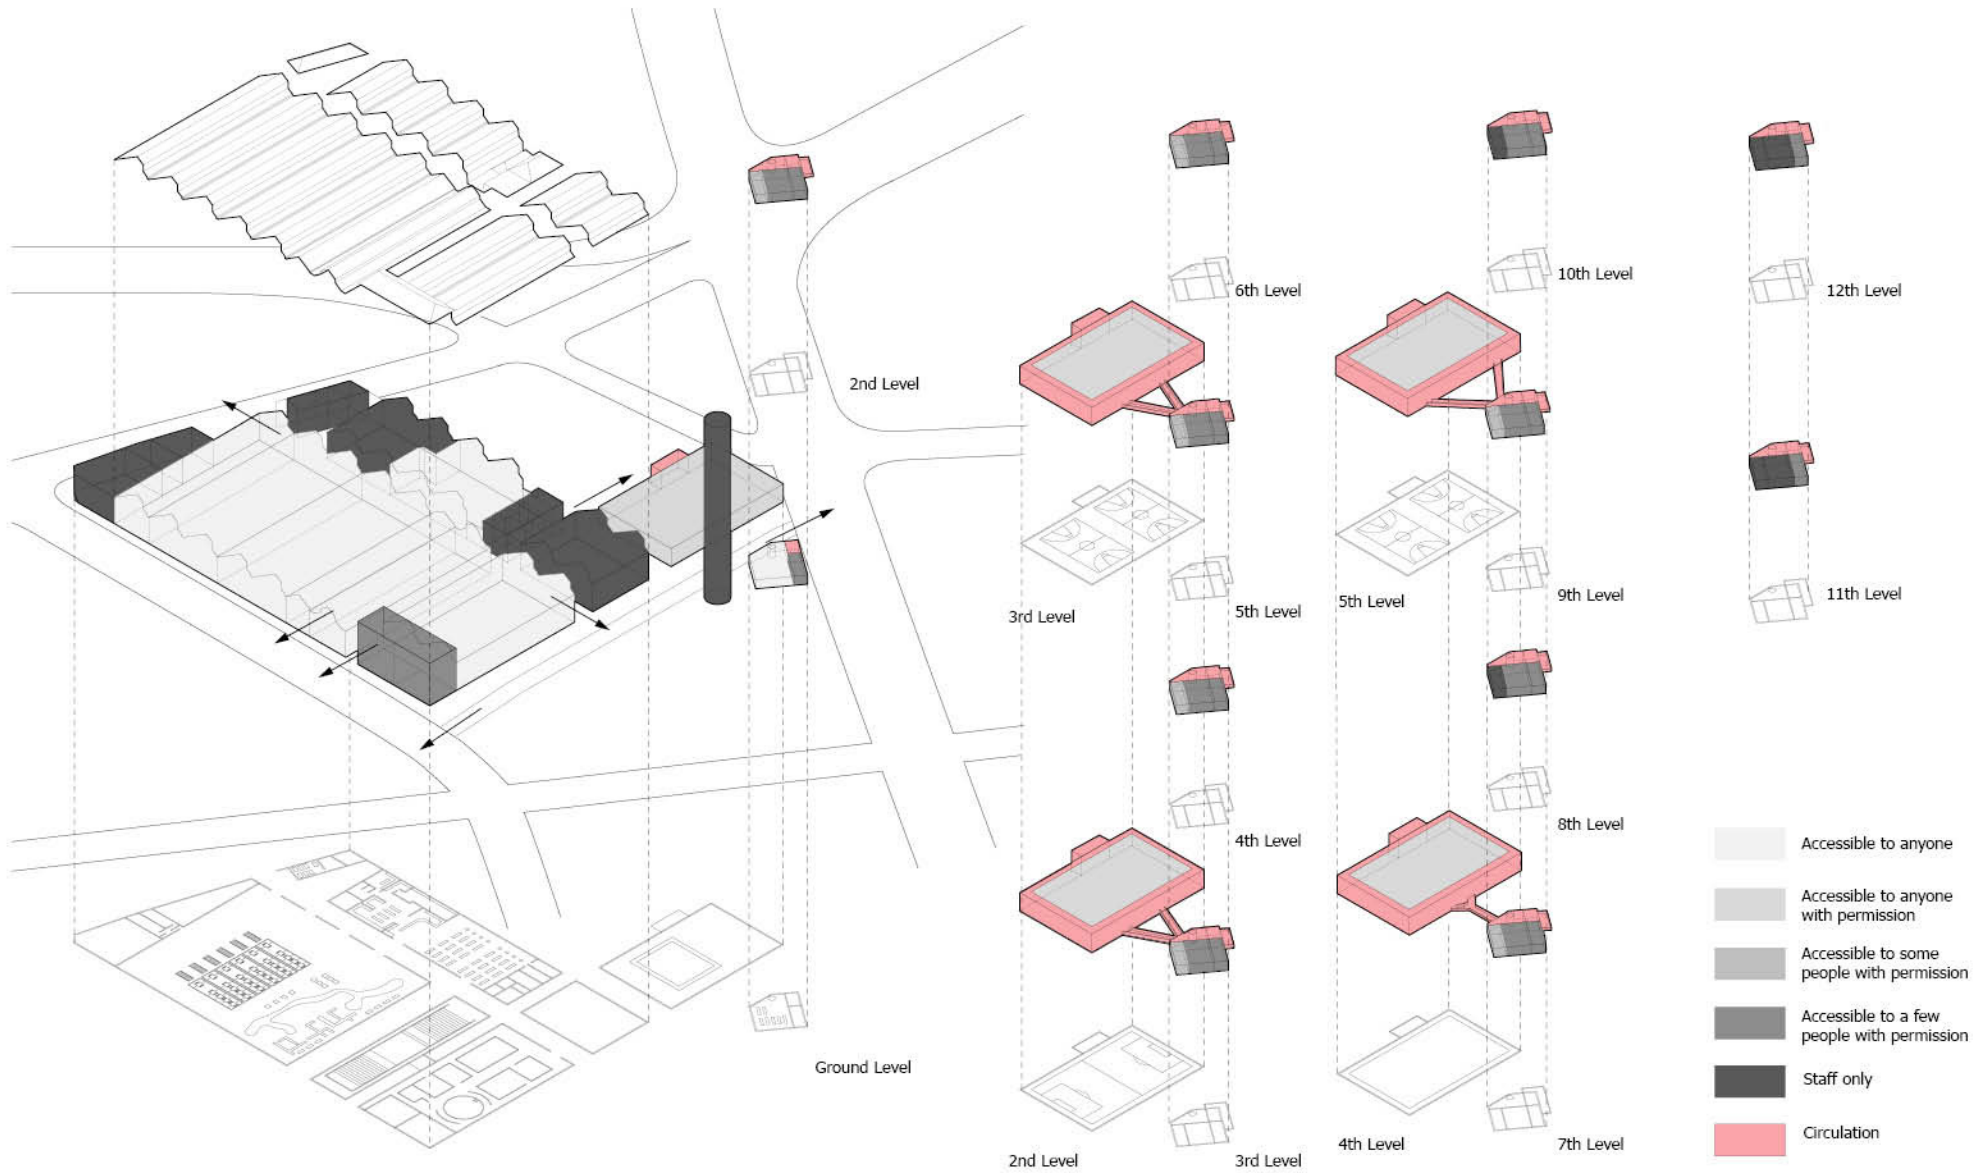 10th Level
6th Level
12th Level
2nd Level
9th Level
11th Level
5th Level
5th Level
3rd Level
8th Level
4th Level
Accessible to anyone
Accessible to anyone
with permission
Accessible to some
people with permission
Accessible to a few
people with permission
Ground Level
Staff only
Circulation
4th Level
7th Level
2nd Level
3rd Level